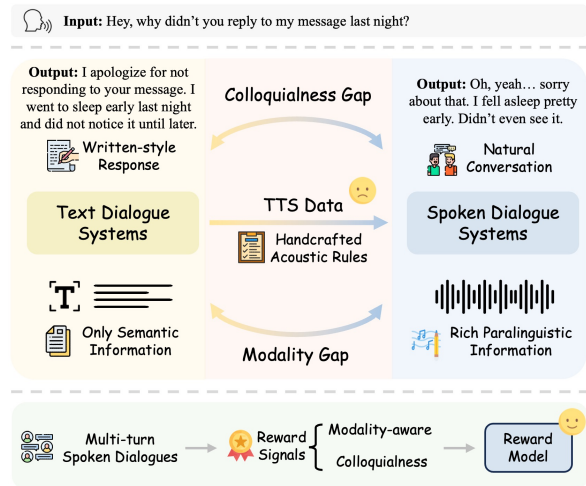 Input: Hey, why didn't you reply to my message last night?
Output: I apologize for not
responding to your message. I
went to sleep early last night
and did not notice it until later.
Written-style
Response
Text Dialogue
Systems
T
Only Semantic
Information
Colloquialness Gap
TTS Data
Handcrafted
Acoustic Rules
Modality Gap
Output: Oh, yeah… sorry
about that. I fell asleep pretty
early. Didn't even see it.
Natural
Conversation
Spoken Dialogue
Systems
Rich Paralinguistic
Information
Multi-turn
Spoken Dialogues
Reward
Signals
Modality-aware
Colloquialness
Reward
Model